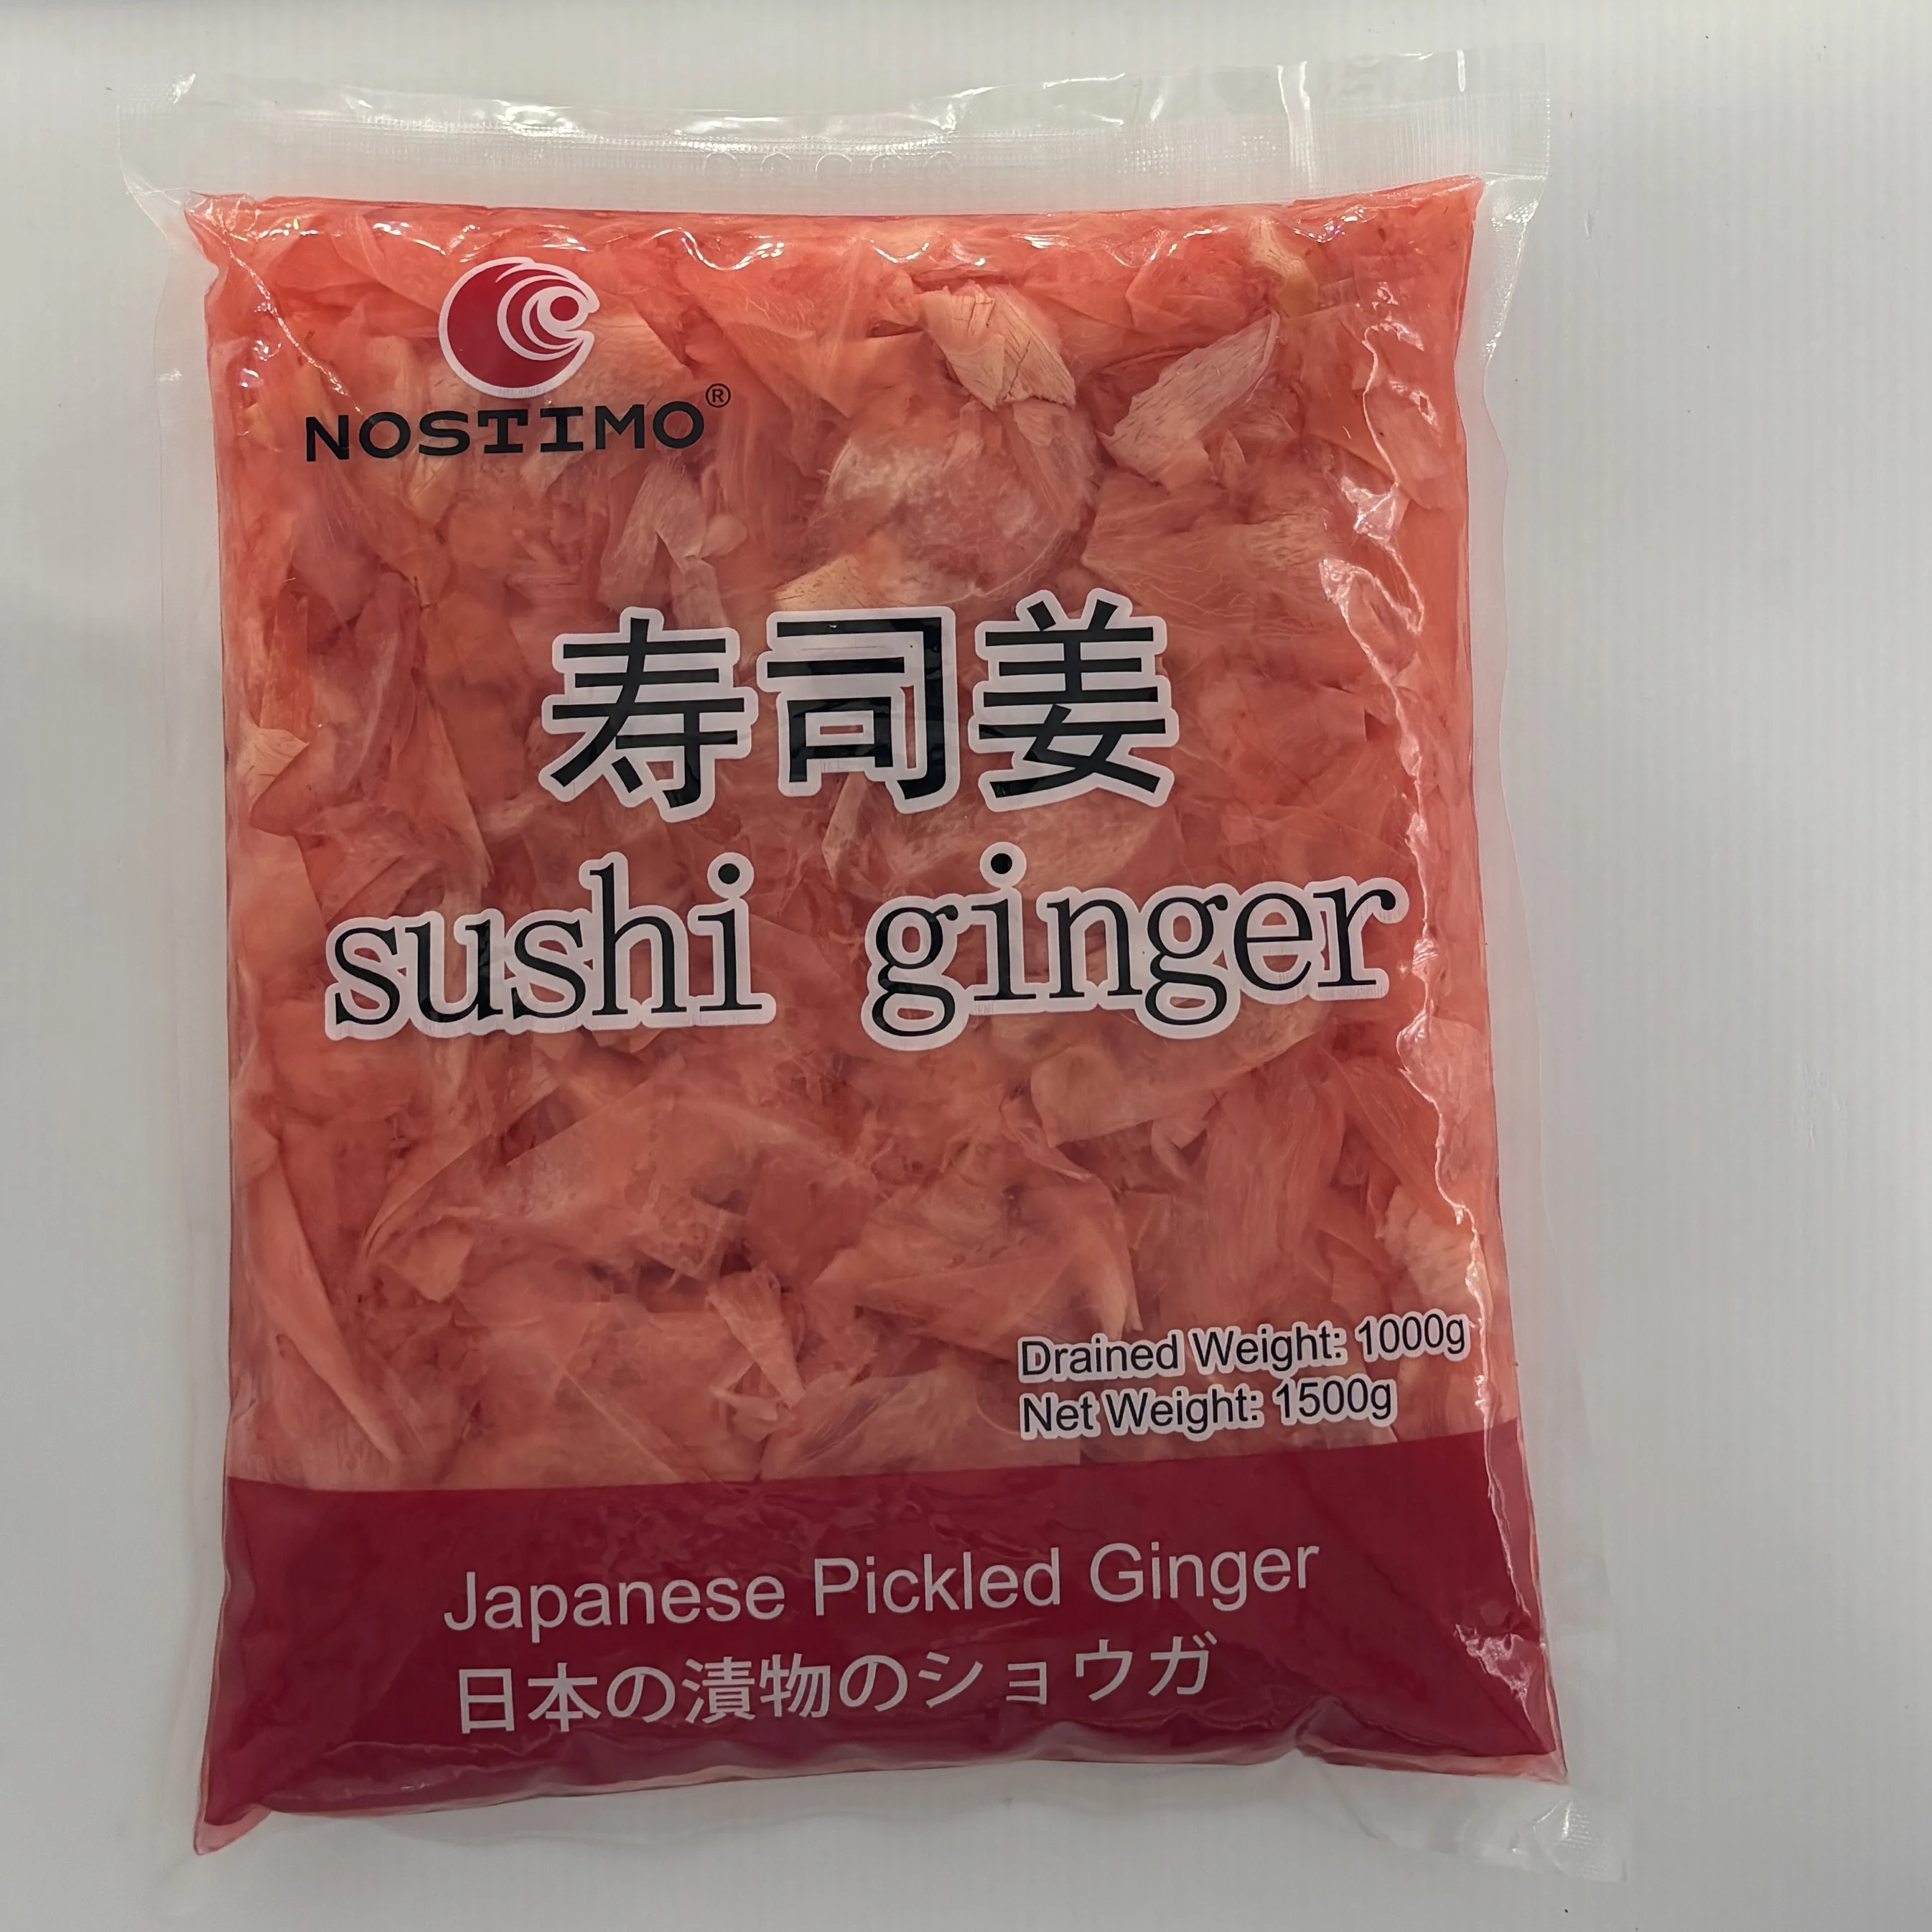 NOSTIMO®
寿司姜
sushi ginger
Drained Weight: 1000g
Net Weight: 1500g
Japanese Pickled Ginger
日本の漬物のショウガ